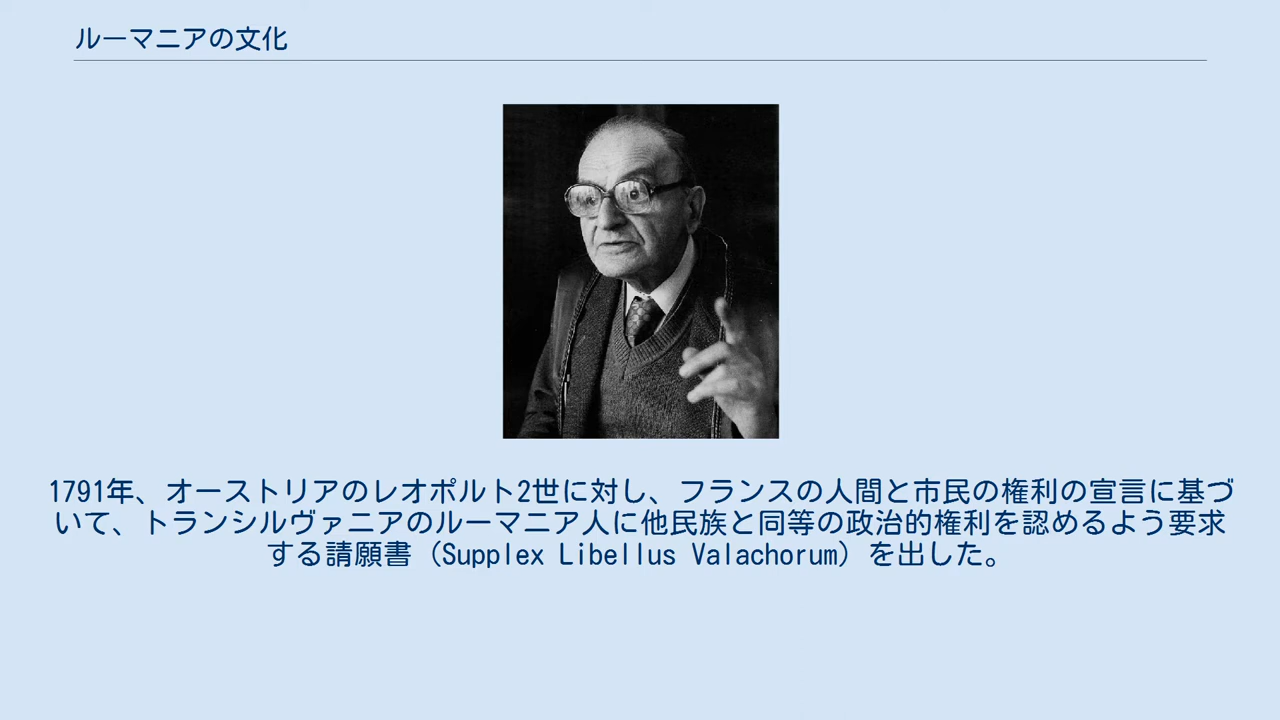 ルーマニアの文化
1791年、オーストリアのレオポルト2世に対し、フランスの人間と市民の権利の宣言に基づ
いて、トランシルヴァニアのルーマニア人に他民族と同等の政治的権利を認めるよう要求
する請願書（Supplex Libellus Valachorum）を出した。